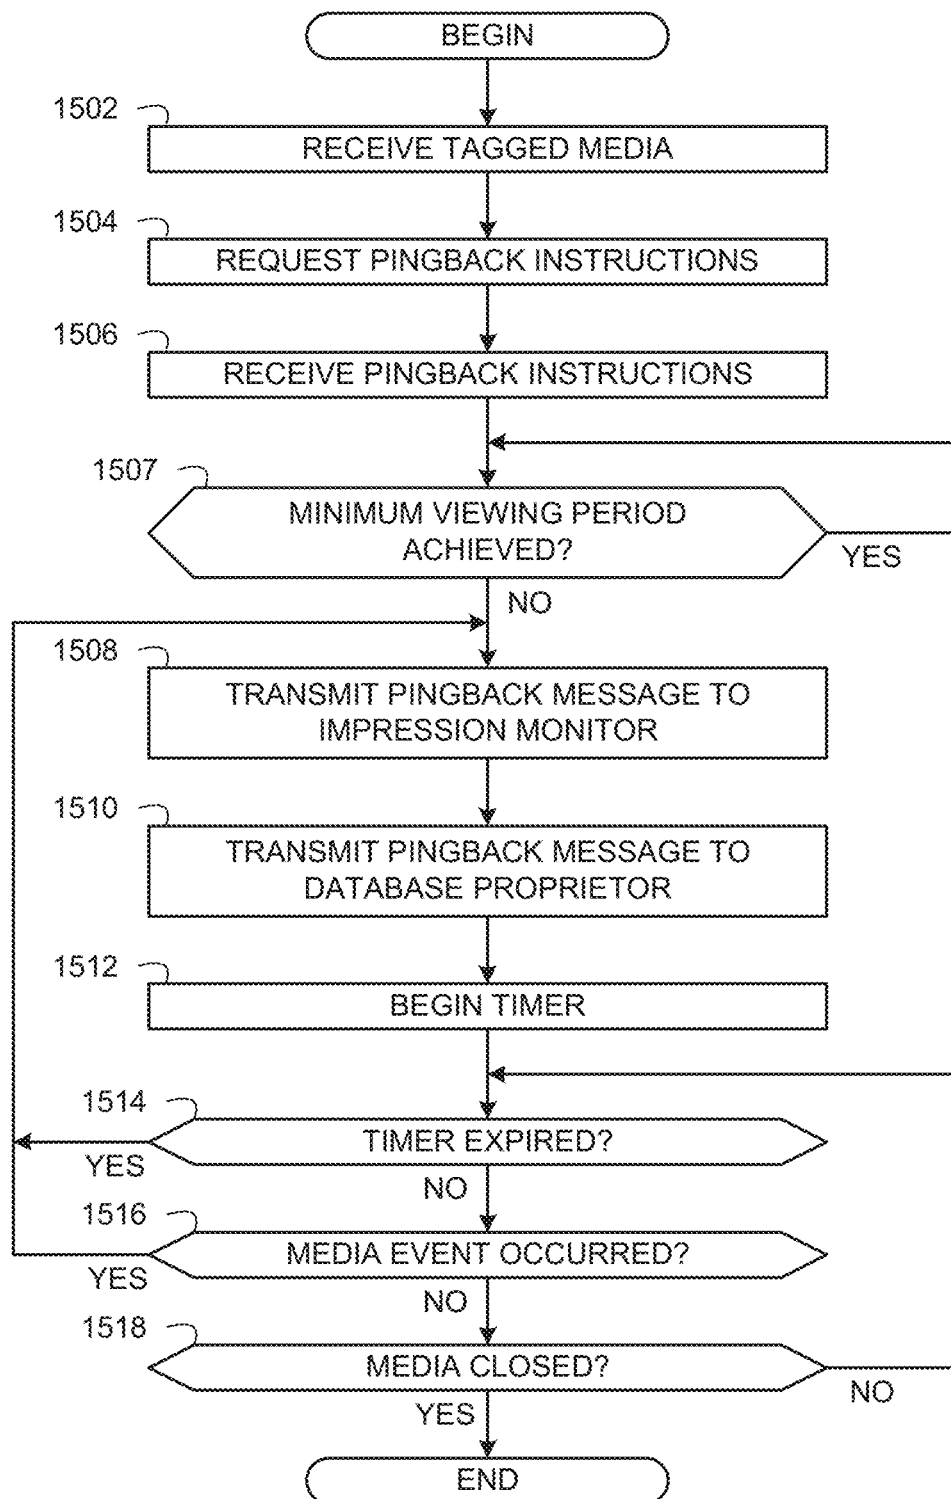 BEGIN
1502
RECEIVE TAGGED MEDIA
1504
REQUEST PINGBACK INSTRUCTIONS
1506
RECEIVE PINGBACK INSTRUCTIONS
1507
MINIMUM VIEWING PERIOD
ACHIEVED?
YES
NO
1508
TRANSMIT PINGBACK MESSAGE TO
IMPRESSION MONITOR
1510
TRANSMIT PINGBACK MESSAGE TO
DATABASE PROPRIETOR
1512
BEGIN TIMER
1514
TIMER EXPIRED?
YES
NO
1516
MEDIA EVENT OCCURRED?
YES
NO
1518
MEDIA CLOSED?
NO
YES
END